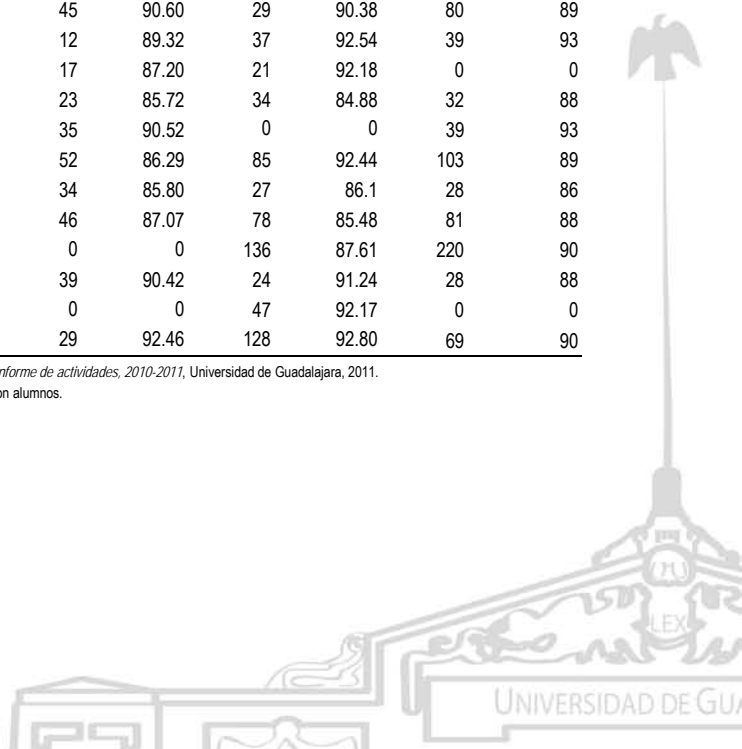 45 90.60 29 90.38 80 89
12 89.32 37 92.54 39 93
17 87.20 21 92.18 0 0
23 85.72 34 84.88 32 88
35 90.52 0 0 39 93
52 86.29 85 92.44 103 89
34 85.80 27 86.1 28 86
46 87.07 78 85.48 81 88
0 0 136 87.61 220 90
39 90.42 24 91.24 28 88
0 0 47 92.17 0 0
29 92.46 128 92.80 69 90
nforme de actividades, 2010-2011, Universidad de Guadalajara, 2011.
on alumnos.
LEX
UNIVERSIDAD DE GUA